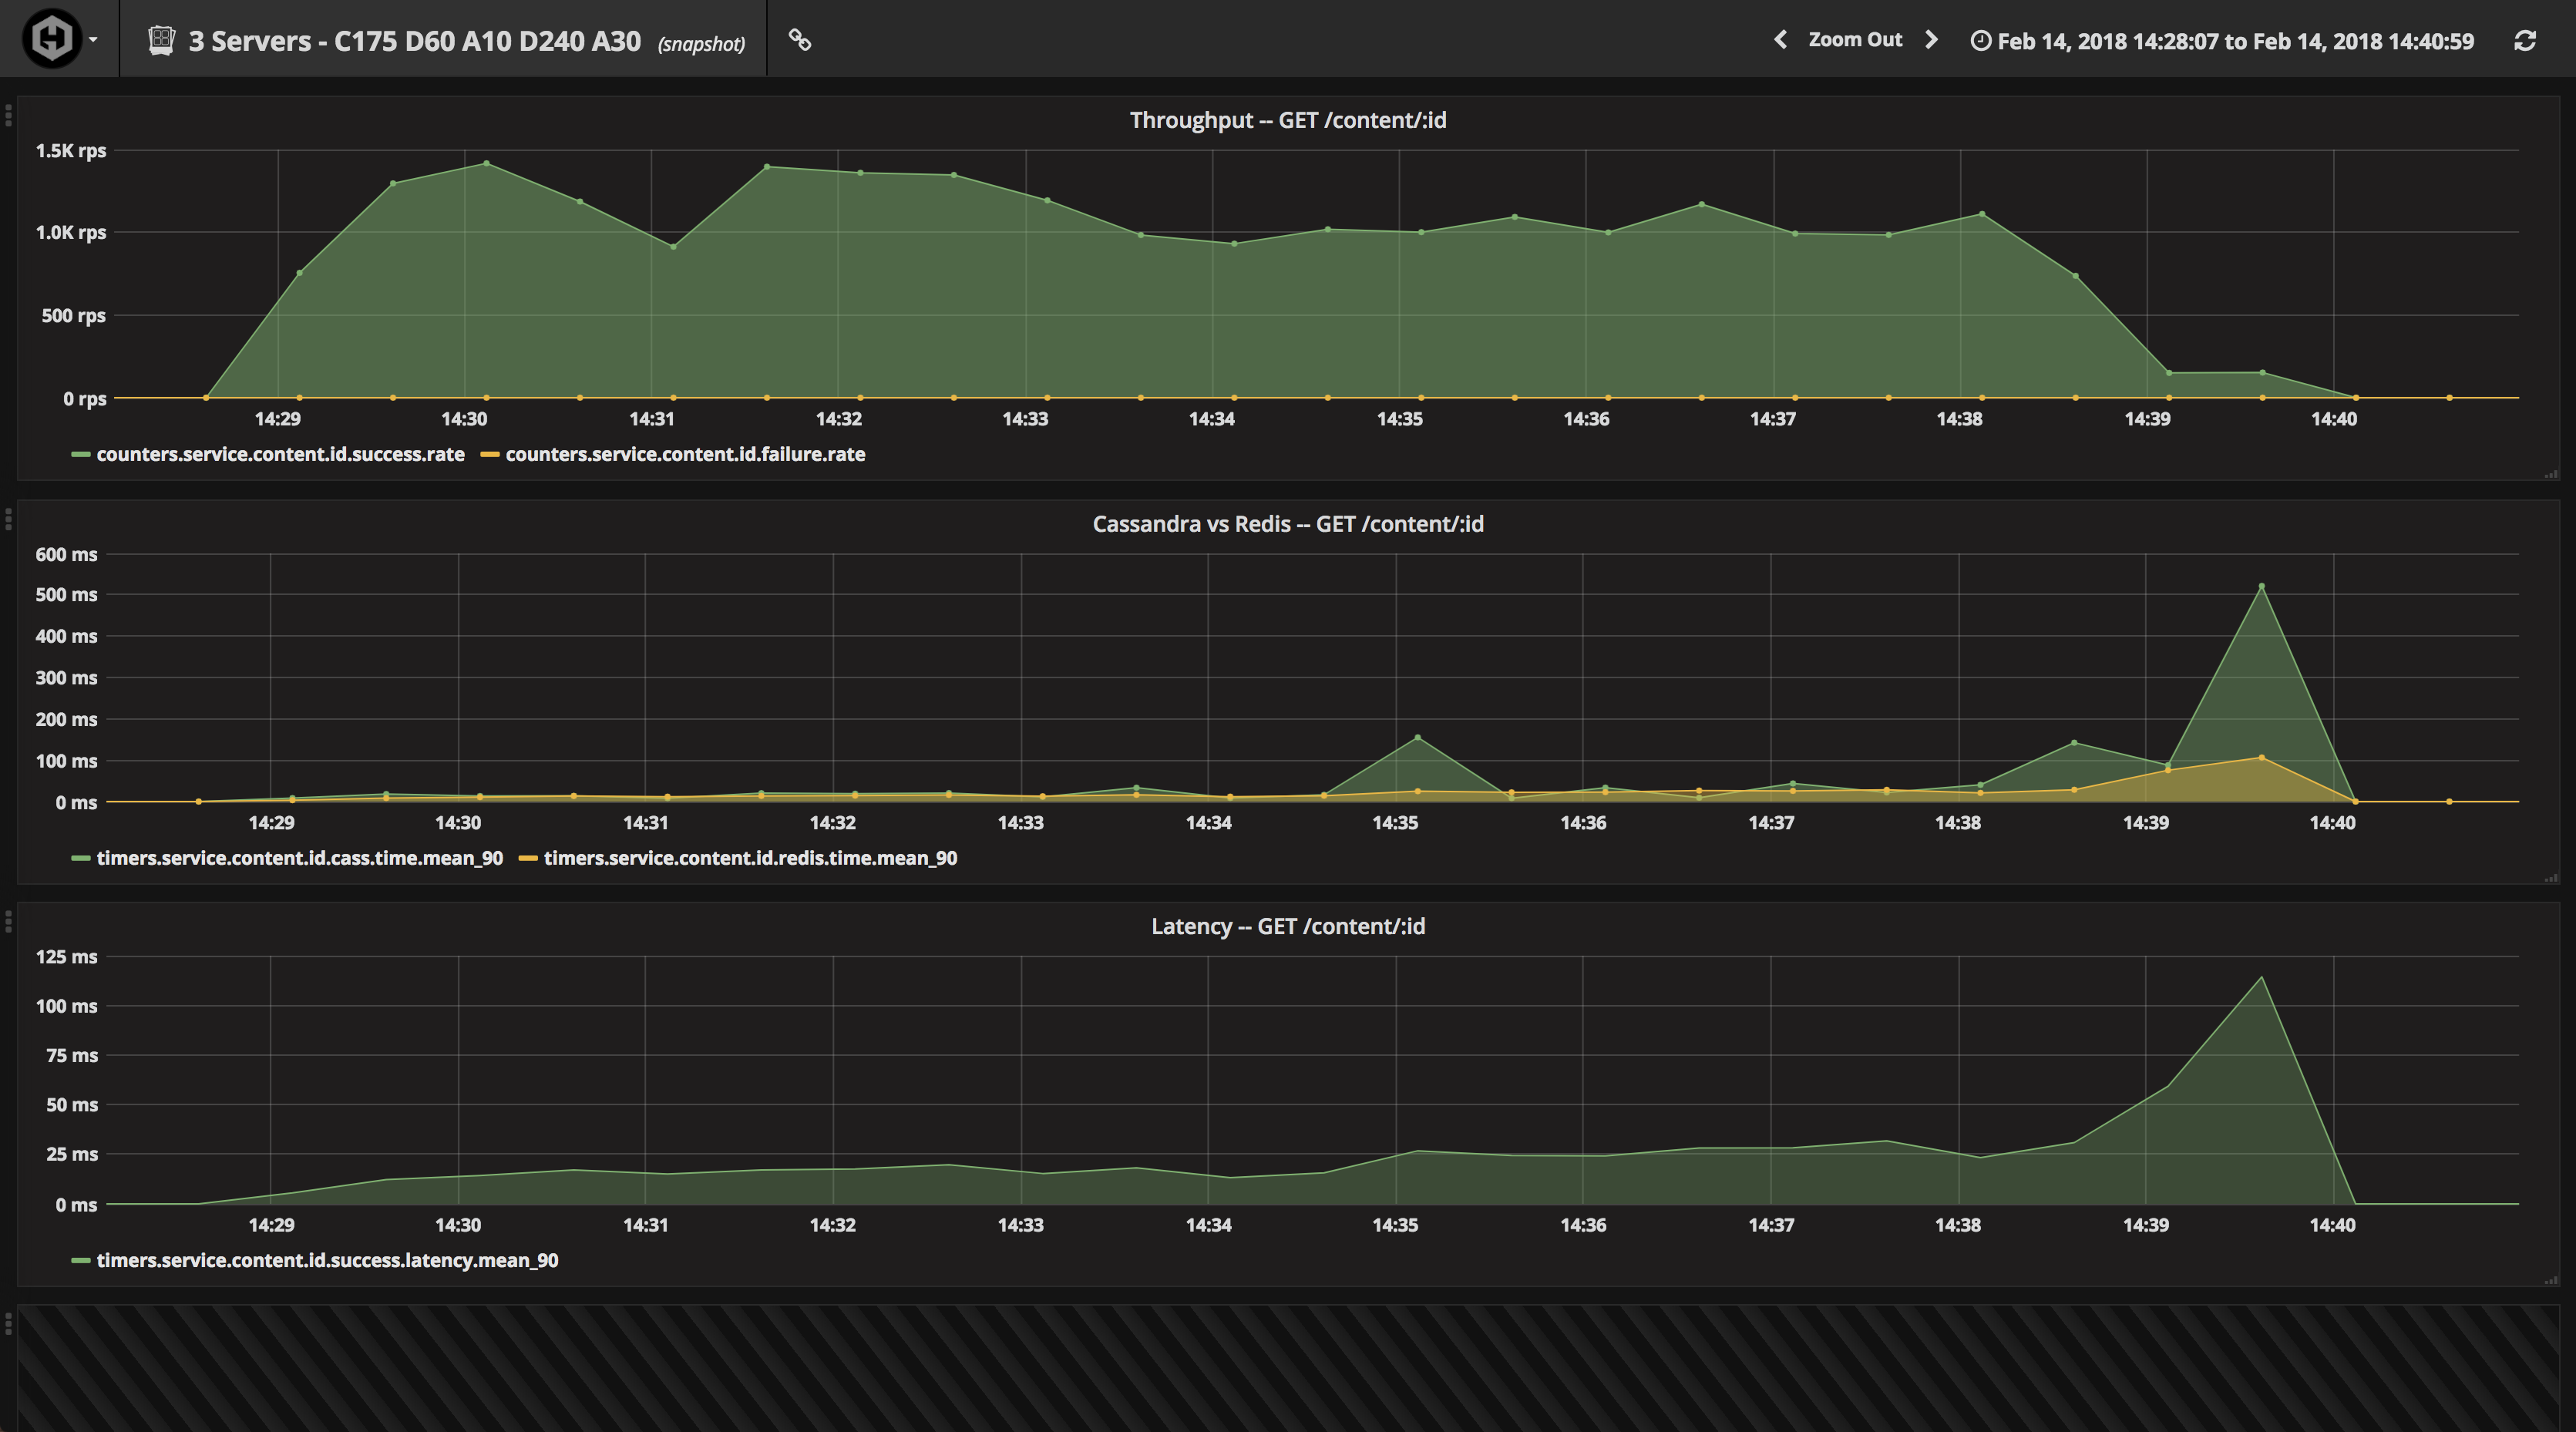 3 Servers - C175 D60 A10 D240 A30 (snapshot) Zoom Out Feb 14, 2018 14:28:07 to Feb 14, 2018 14:40:59
Throughput -- GET /content/:id
1.5K rps
1.0K rps
500 rps
0 rps
14:29 14:30 14:31 14:32 14:33 14:34 14:35 14:36 14:37 14:38 14:39 14:40
counters.service.content.id.success.rate counters.service.content.id.failure.rate
Cassandra vs Redis -- GET /content/:id
600 ms
500 ms
400 ms
300 ms
200 ms
100 ms
0 ms
14:29 14:30 14:31 14:32 14:33 14:34 14:35 14:36 14:37 14:38 14:39 14:40
timers.service.content.id.cass.time.mean_90 timers.service.content.id.redis.time.mean_90
Latency -- GET /content/:id
125 ms
100 ms
75 ms
50 ms
25 ms
0 ms
14:29 14:30 14:31 14:32 14:33 14:34 14:35 14:36 14:37 14:38 14:39 14:40
timers.service.content.id.success.latency.mean_90